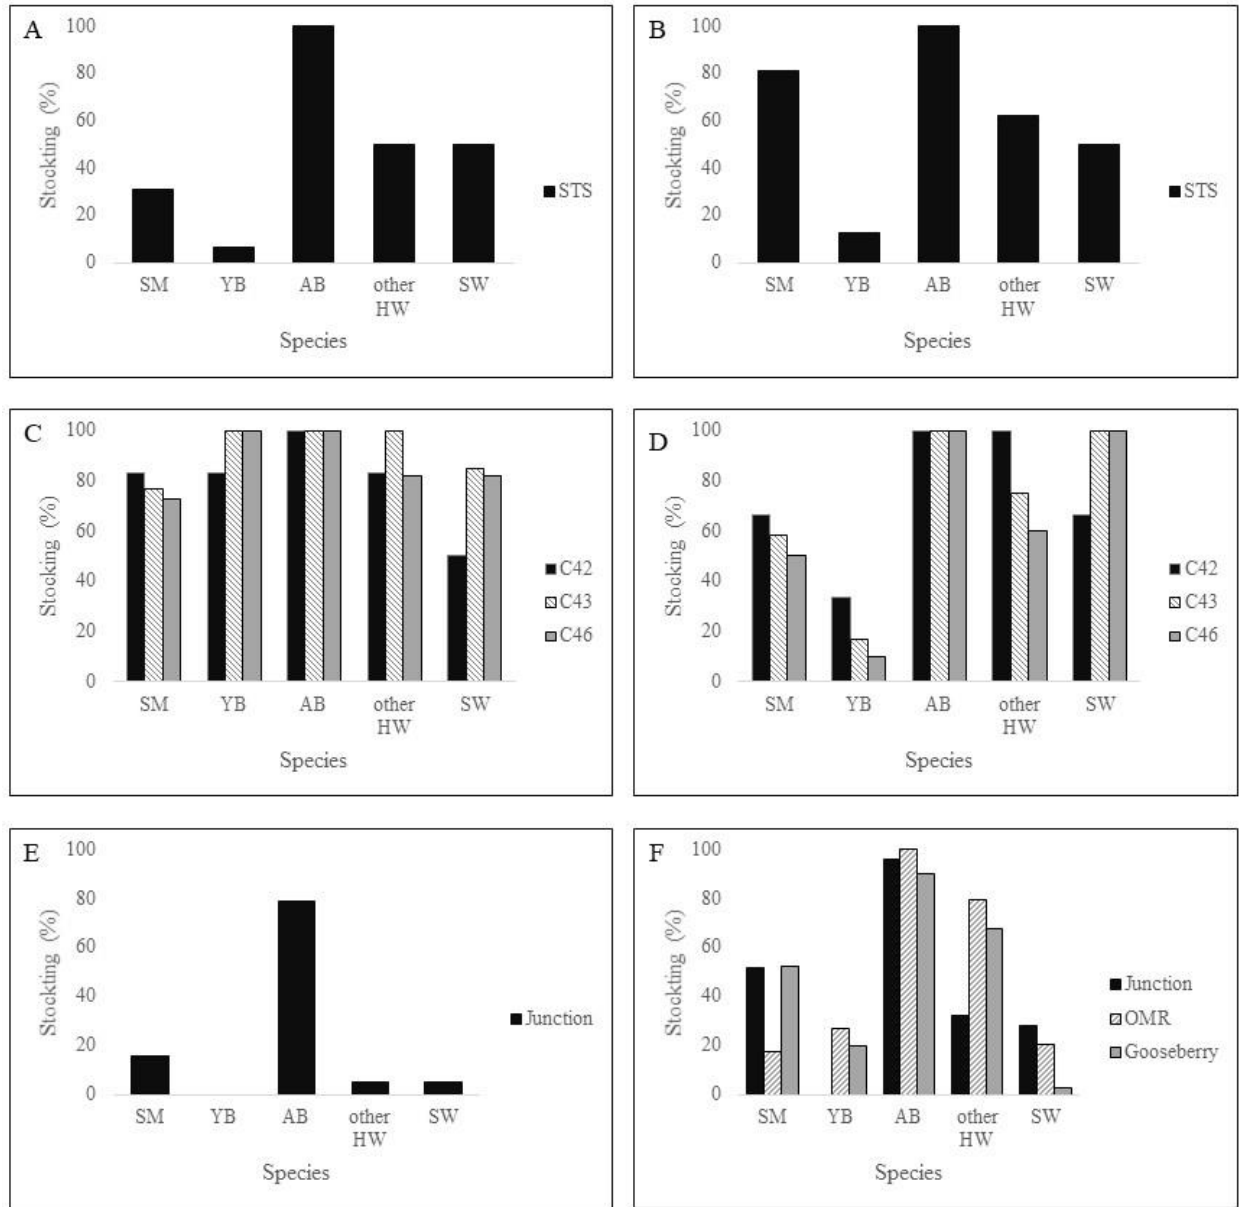 A
100
80
60
40
20
0
Stockting (%)
SM YB AB other HW SW
Species
STS
B
100
80
60
40
20
0
Stockting (%)
SM YB AB other HW SW
Species
STS
C
100
80
60
40
20
0
Stocking (%)
SM YB AB other HW SW
Species
C42
C43
C46
D
100
80
60
40
20
0
Stocking (%)
SM YB AB other HW SW
Species
C42
C43
C46
E
100
80
60
40
20
0
Stockting (%)
SM YB AB other HW SW
Species
Junction
F
100
80
60
40
20
0
Stockting (%)
SM YB AB other HW SW
Species
Junction
OMR
Gooseberry